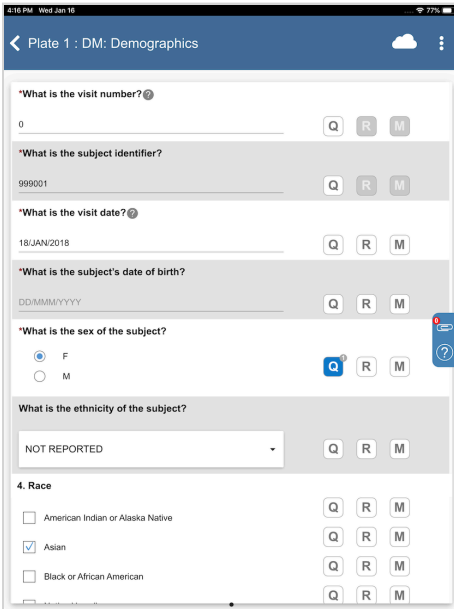 4:16 PM Wed Jan 16
77%
Plate 1 : DM: Demographics
*What is the visit number? ?
0
Q R M
*What is the subject identifier?
999001
Q R M
*What is the visit date? ?
18/JAN/2018
Q R M
*What is the subject's date of birth?
DD/MMM/YYYY
Q R M
0
*What is the sex of the subject?
?
F
Q 1 R M
M
What is the ethnicity of the subject?
NOT REPORTED
Q R M
4. Race
American Indian or Alaska Native
Q R M
Asian
Q R M
Black or African American
Q R M
Q R M